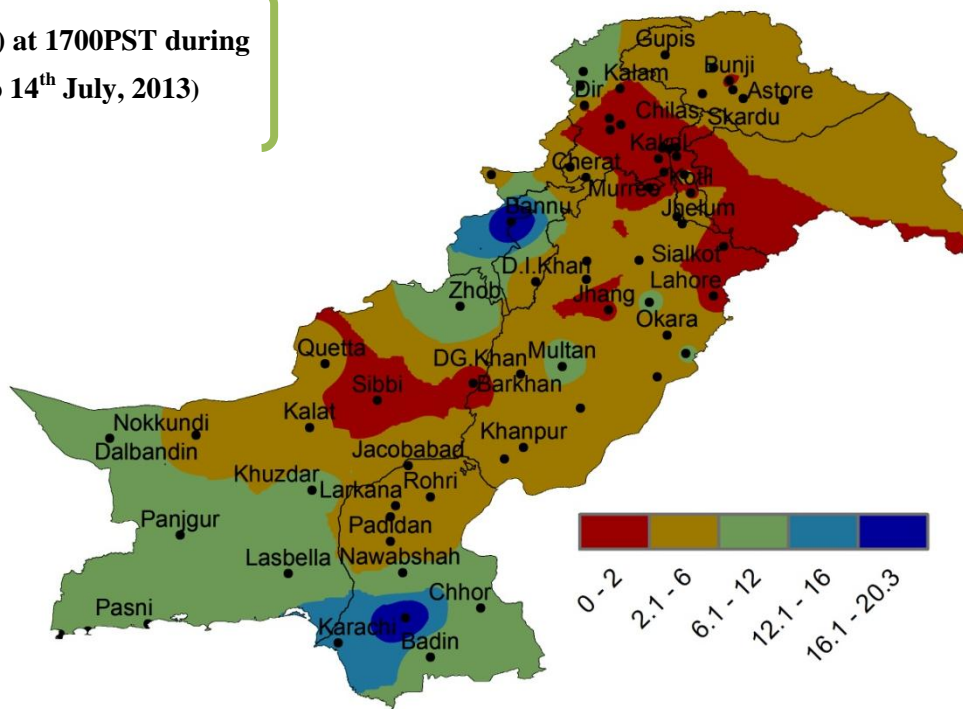 ) at 1700PST during
14th July, 2013)
Gupis
Bunji
Kalam
Dir
Astore
Chilas
Skardu
Kakul
Cherat
Kotli
Murree
Bannu
Jhelum
Sialkot
D.I.Khan
Lahore
Zhob
Jhang
Okara
Quetta
DG.Khan
Multan
Sibbi
Barkhan
Kalat
Nokkundi
Khanpur
Dalbandin
Jacobabad
Khuzdar
Rohri
Larkana
Panjgur
Padidan
Lasbella
Nawabshah
Chhor
Pasni
Karachi
Badin
0 - 2
2.1 - 6
6.1 - 12
12.1 - 16
16.1 - 20.3